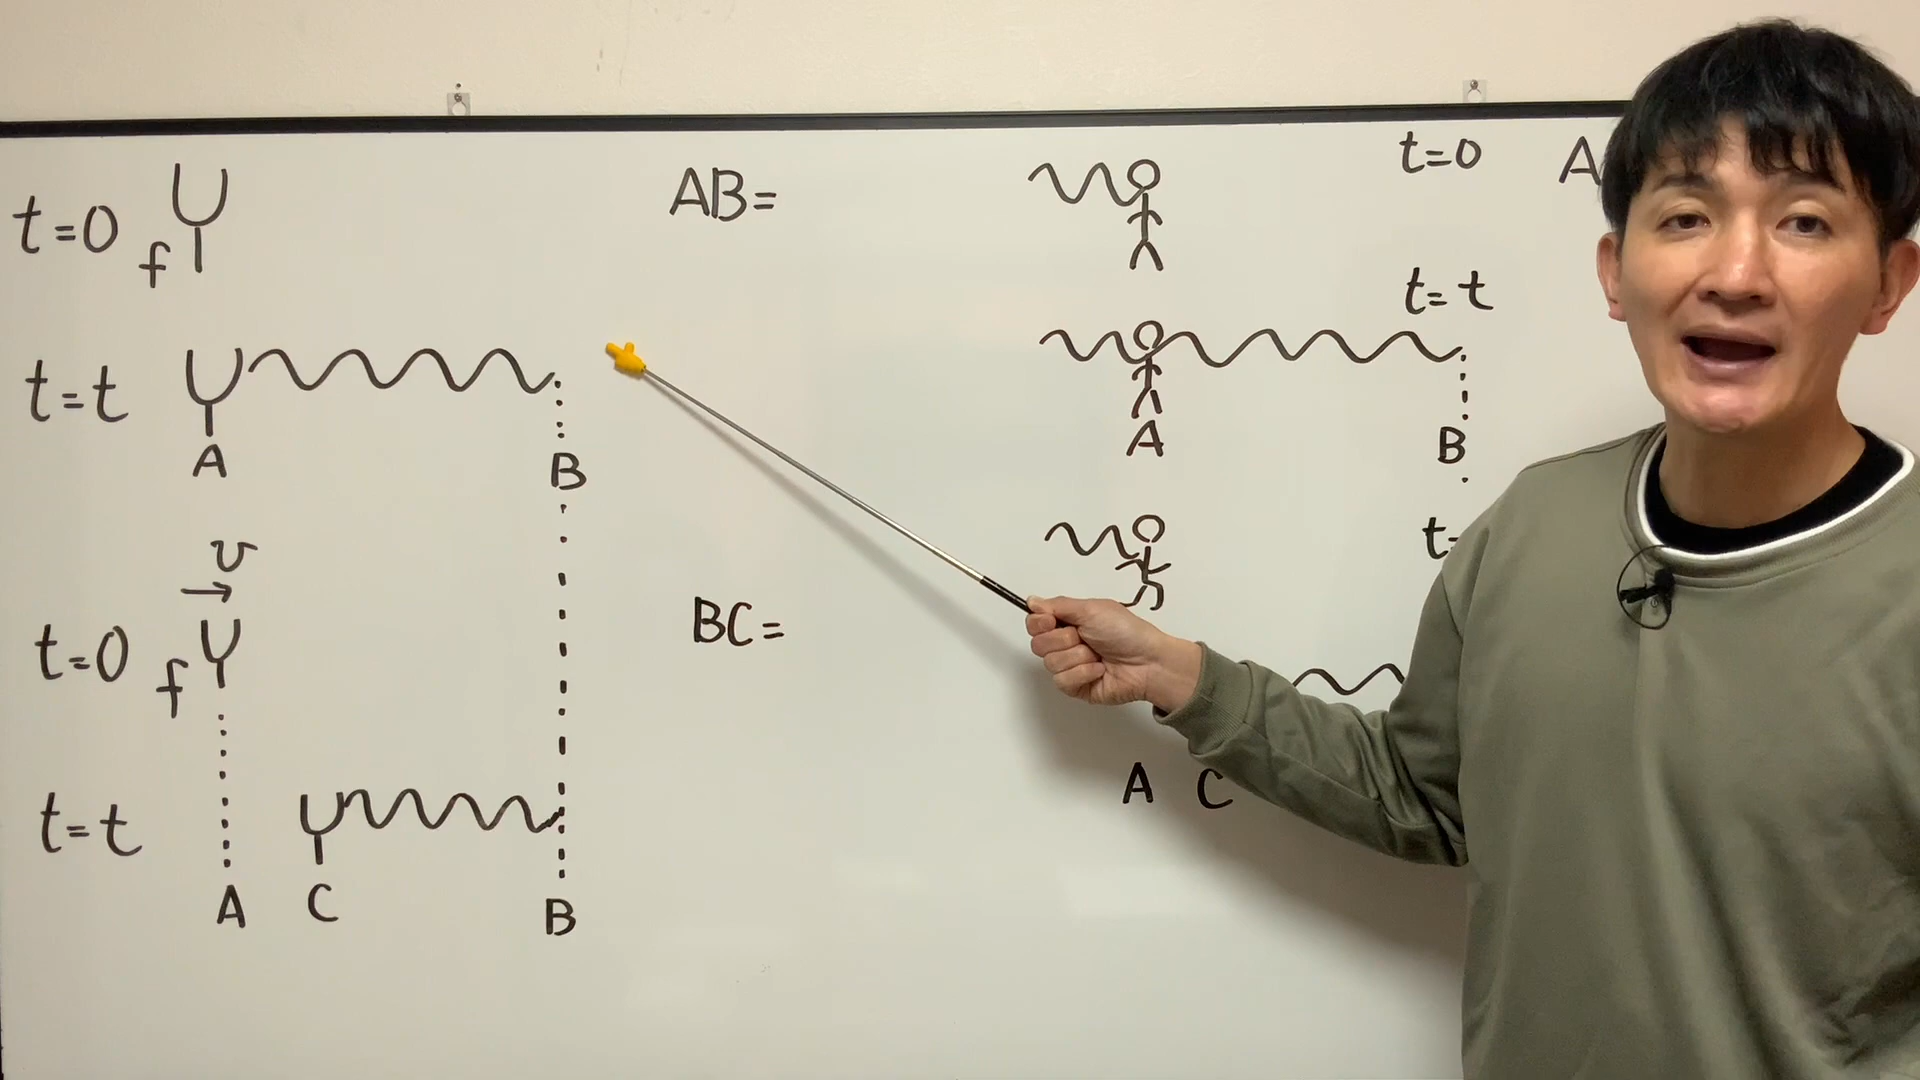 t=0 f
AB=
t=0
A
t=t
A
B
t=t
A
B
v
→
t=0 f
BC=
t=
t=t
A C B
A C